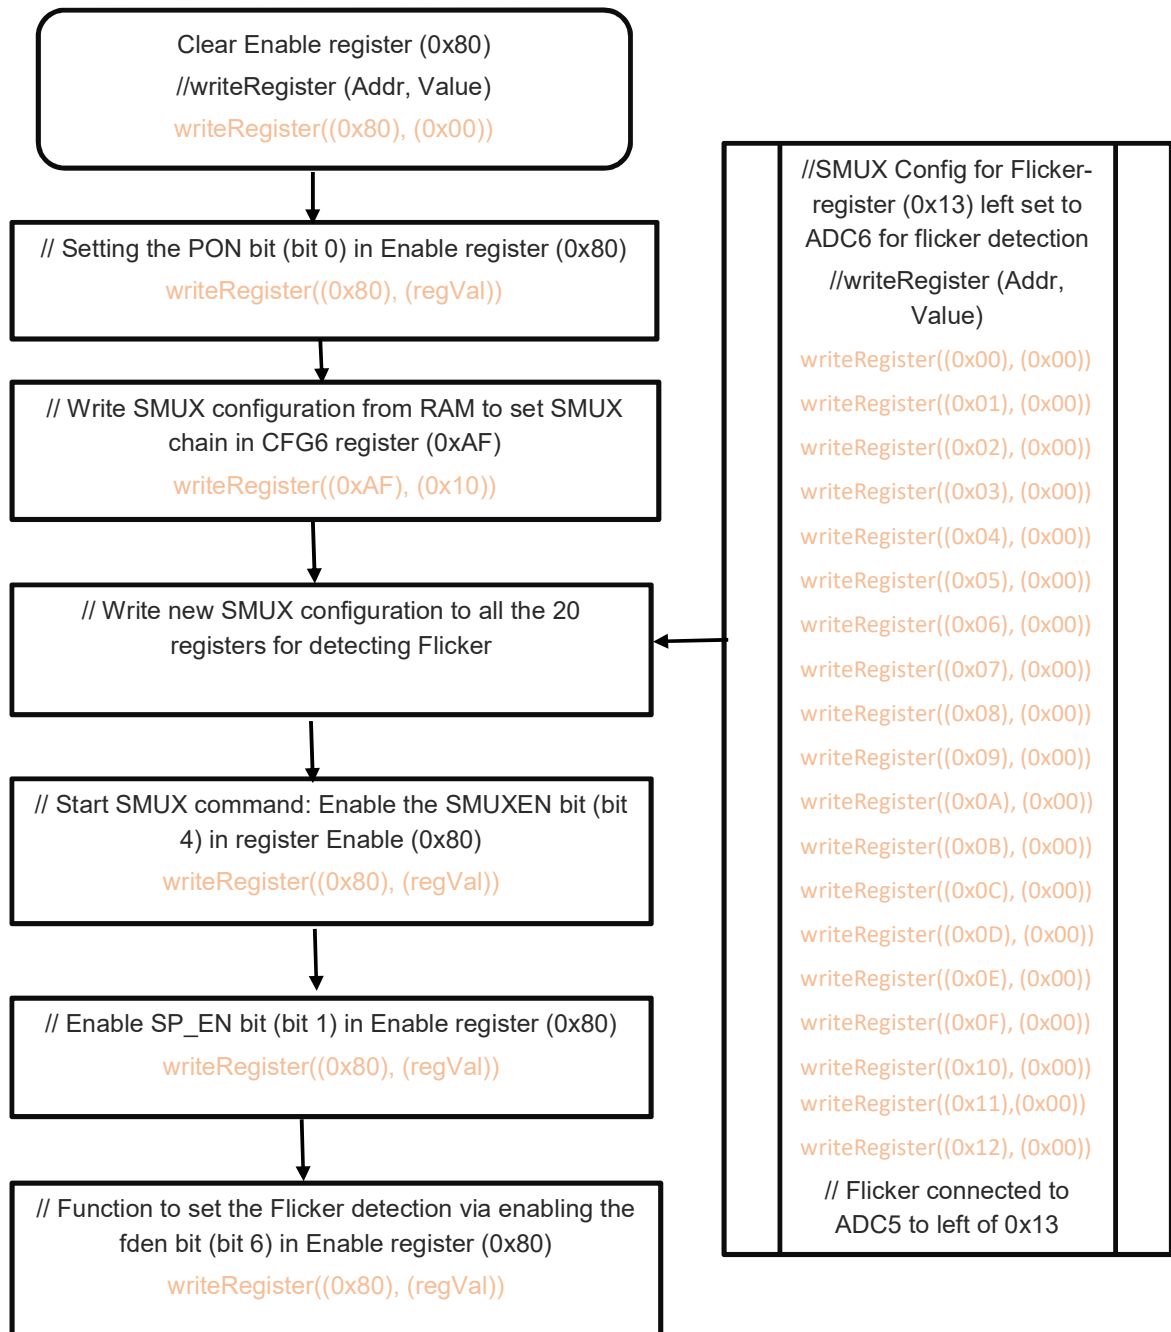 Clear Enable register (0x80)
//writeRegister (Addr, Value)
writeRegister((0x80), (0x00))
// Setting the PON bit (bit 0) in Enable register (0x80)
writeRegister((0x80), (regVal))
// Write SMUX configuration from RAM to set SMUX
chain in CFG6 register (0xAF)
writeRegister((0xAF), (0x10))
// Write new SMUX configuration to all the 20
registers for detecting Flicker
// Start SMUX command: Enable the SMUXEN bit (bit
4) in register Enable (0x80)
writeRegister((0x80), (regVal))
// Enable SP_EN bit (bit 1) in Enable register (0x80)
writeRegister((0x80), (regVal))
// Function to set the Flicker detection via enabling the
fden bit (bit 6) in Enable register (0x80)
writeRegister((0x80), (regVal))
//SMUX Config for Flicker-
register (0x13) left set to
ADC6 for flicker detection
//writeRegister (Addr,
Value)
writeRegister((0x00), (0x00))
writeRegister((0x01), (0x00))
writeRegister((0x02), (0x00))
writeRegister((0x03), (0x00))
writeRegister((0x04), (0x00))
writeRegister((0x05), (0x00))
writeRegister((0x06), (0x00))
writeRegister((0x07), (0x00))
writeRegister((0x08), (0x00))
writeRegister((0x09), (0x00))
writeRegister((0x0A), (0x00))
writeRegister((0x0B), (0x00))
writeRegister((0x0C), (0x00))
writeRegister((0x0D), (0x00))
writeRegister((0x0E), (0x00))
writeRegister((0x0F), (0x00))
writeRegister((0x10), (0x00))
writeRegister((0x11),(0x00))
writeRegister((0x12), (0x00))
// Flicker connected to
ADC5 to left of 0x13